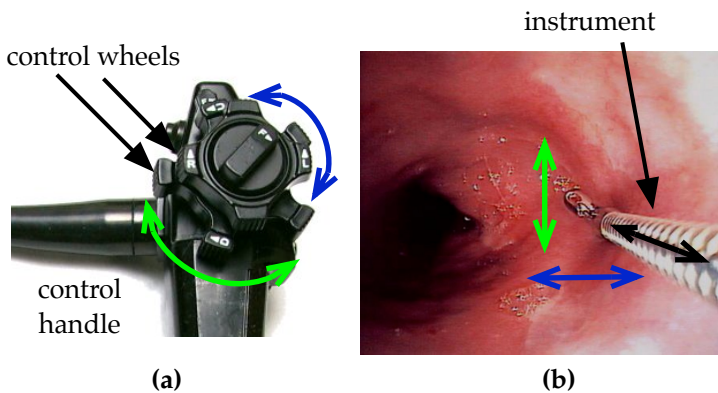 instrument
control wheels
F
U
F
L
R
D
control
handle
(a)
(b)